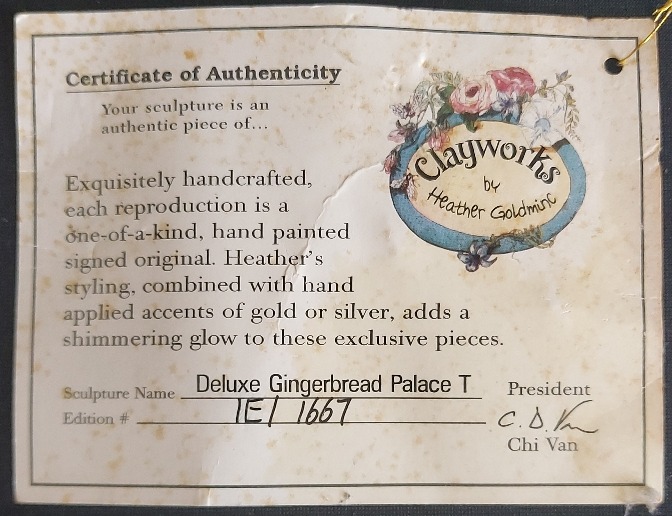 Certificate of Authenticity
Your sculpture is an
authentic piece of...
Clayworks
by
Heather Goldminc
Exquisitely handcrafted,
each reproduction is a
one-of-a-kind, hand painted
signed original. Heather's
styling, combined with hand
applied accents of gold or silver, adds a
shimmering glow to these exclusive pieces.
Sculpture Name Deluxe Gingerbread Palace T
Edition # 1E/1667
President
C. D. Van
Chi Van